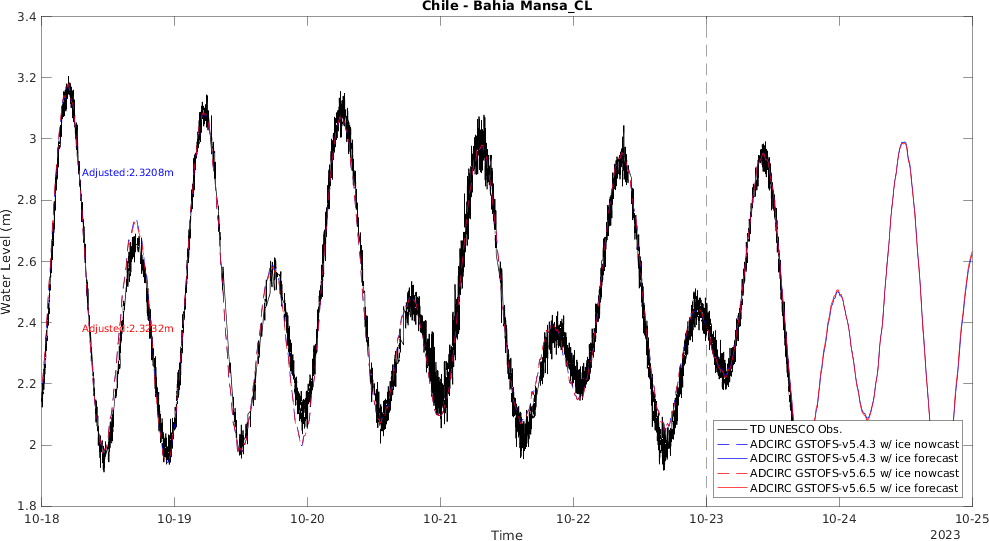 Chile - Bahia Mansa_CL
3.4
3.2
3
2.8
2.6
2.4
2.2
2
1.8
Water Level (m)
Adjusted:2.3208m
Adjusted:2.3232m
TD UNESCO Obs.
ADCIRC GSTOFS-v5.4.3 w/ ice nowcast
ADCIRC GSTOFS-v5.4.3 w/ ice forecast
ADCIRC GSTOFS-v5.6.5 w/ ice nowcast
ADCIRC GSTOFS-v5.6.5 w/ ice forecast
10-18 10-19 10-20 10-21 10-22 10-23 10-24 10-25
Time
2023